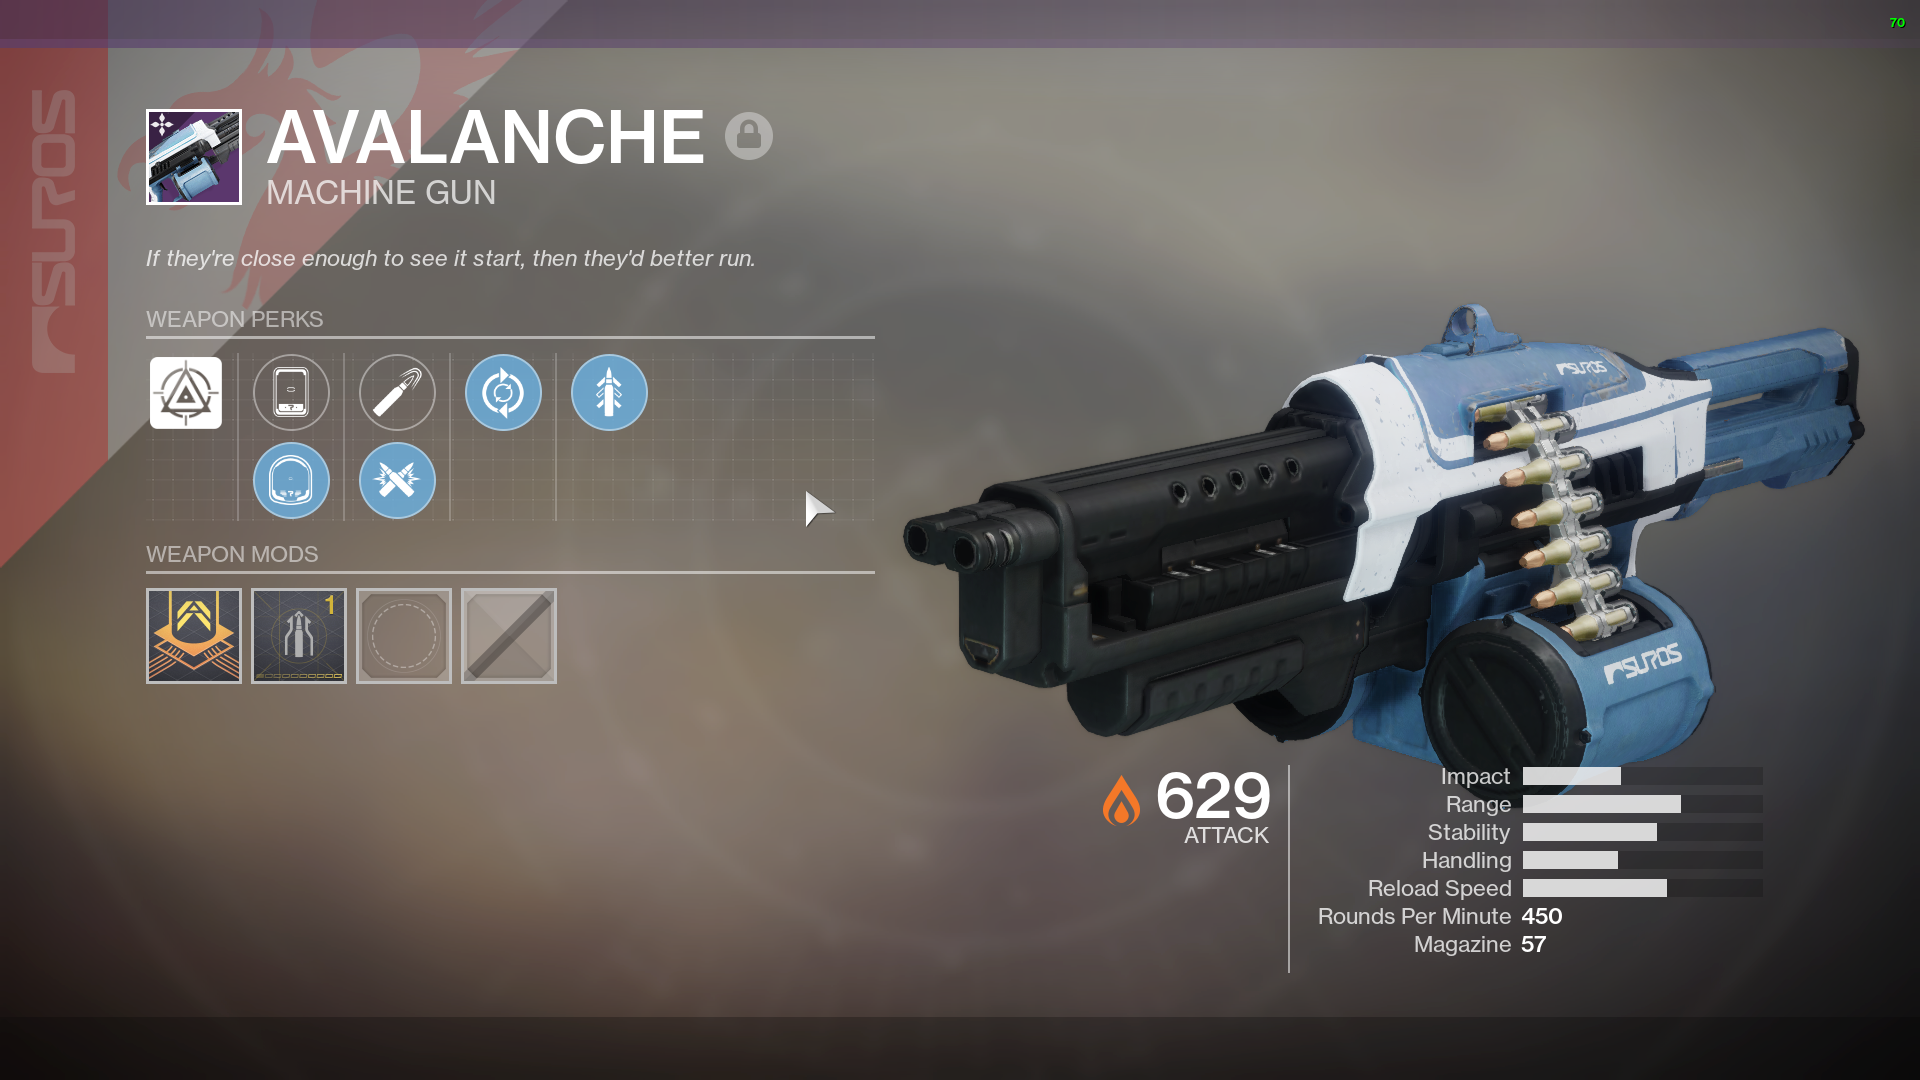 70
SUROS
AVALANCHE
MACHINE GUN
If they're close enough to see it start, then they'd better run.
WEAPON PERKS
WEAPON MODS
1
SUROS
SUROS
629
ATTACK
Impact
Range
Stability
Handling
Reload Speed
Rounds Per Minute 450
Magazine 57